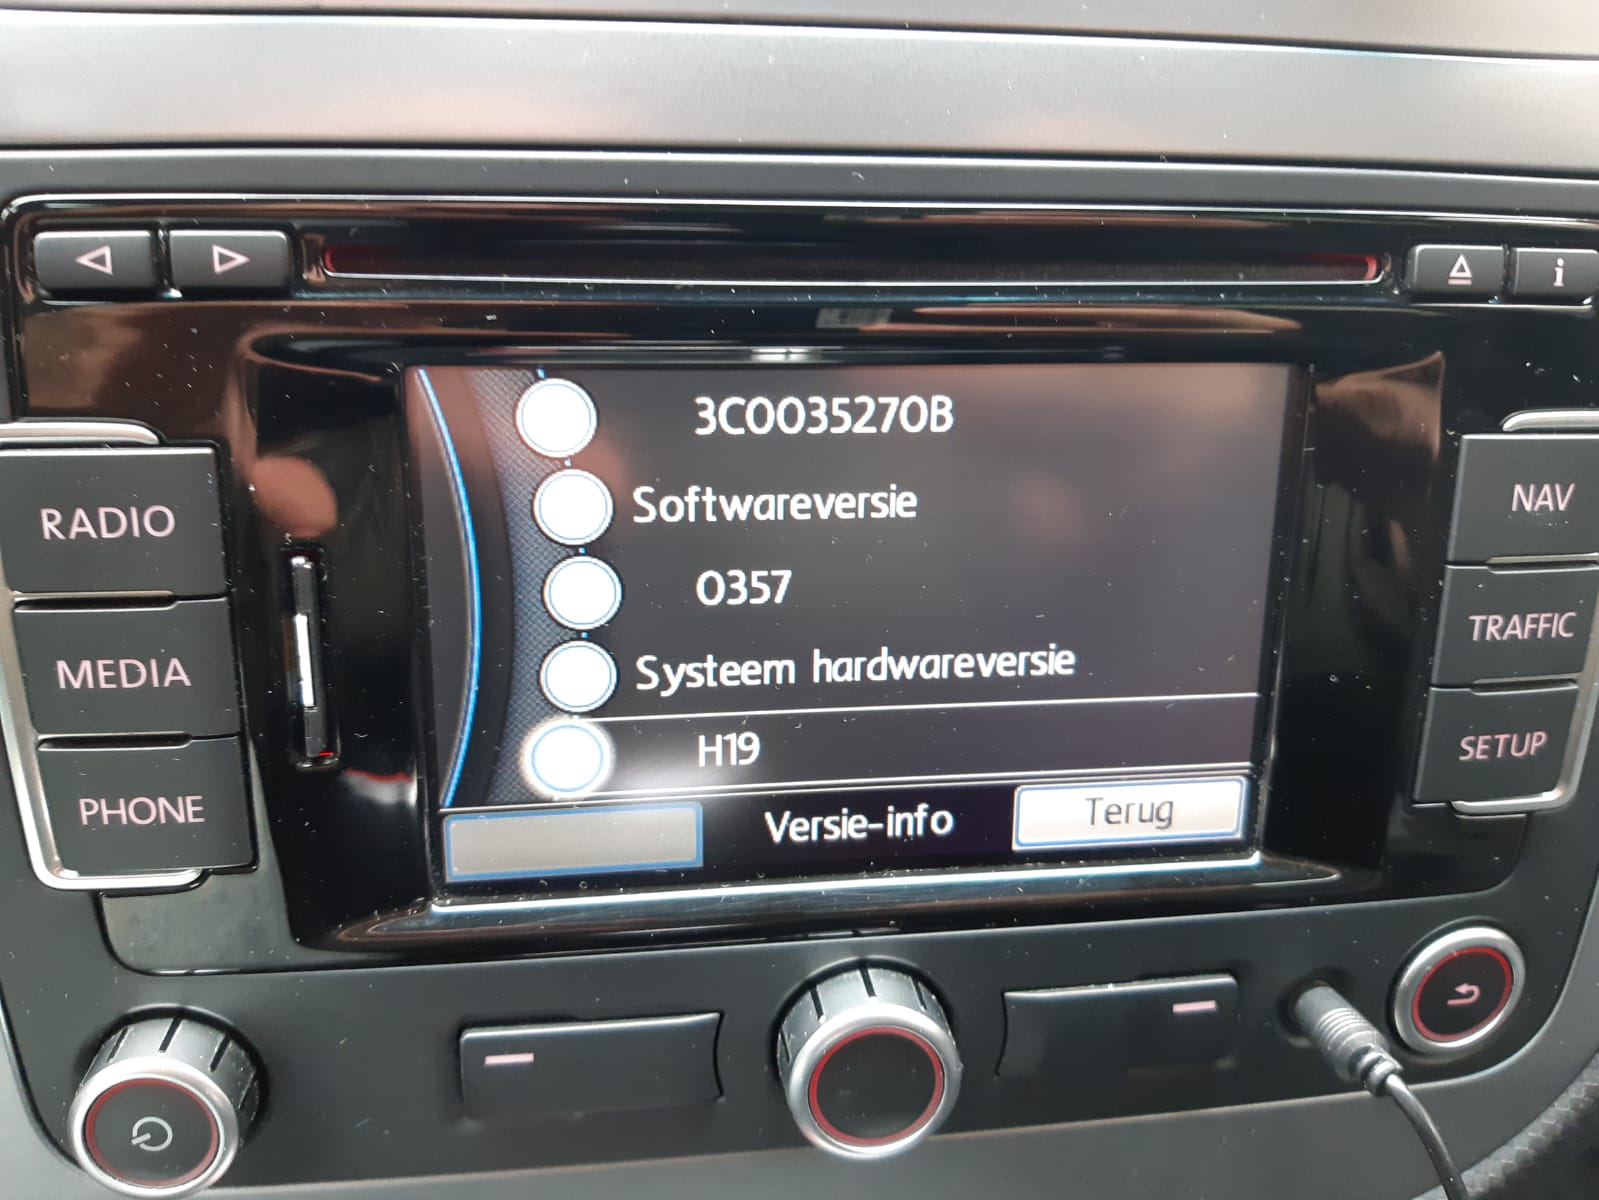 i
3C0035270B
Softwareversie
0357
Systeem hardwareversie
H19
Versie-info
Terug
RADIO
MEDIA
PHONE
NAV
TRAFFIC
SETUP